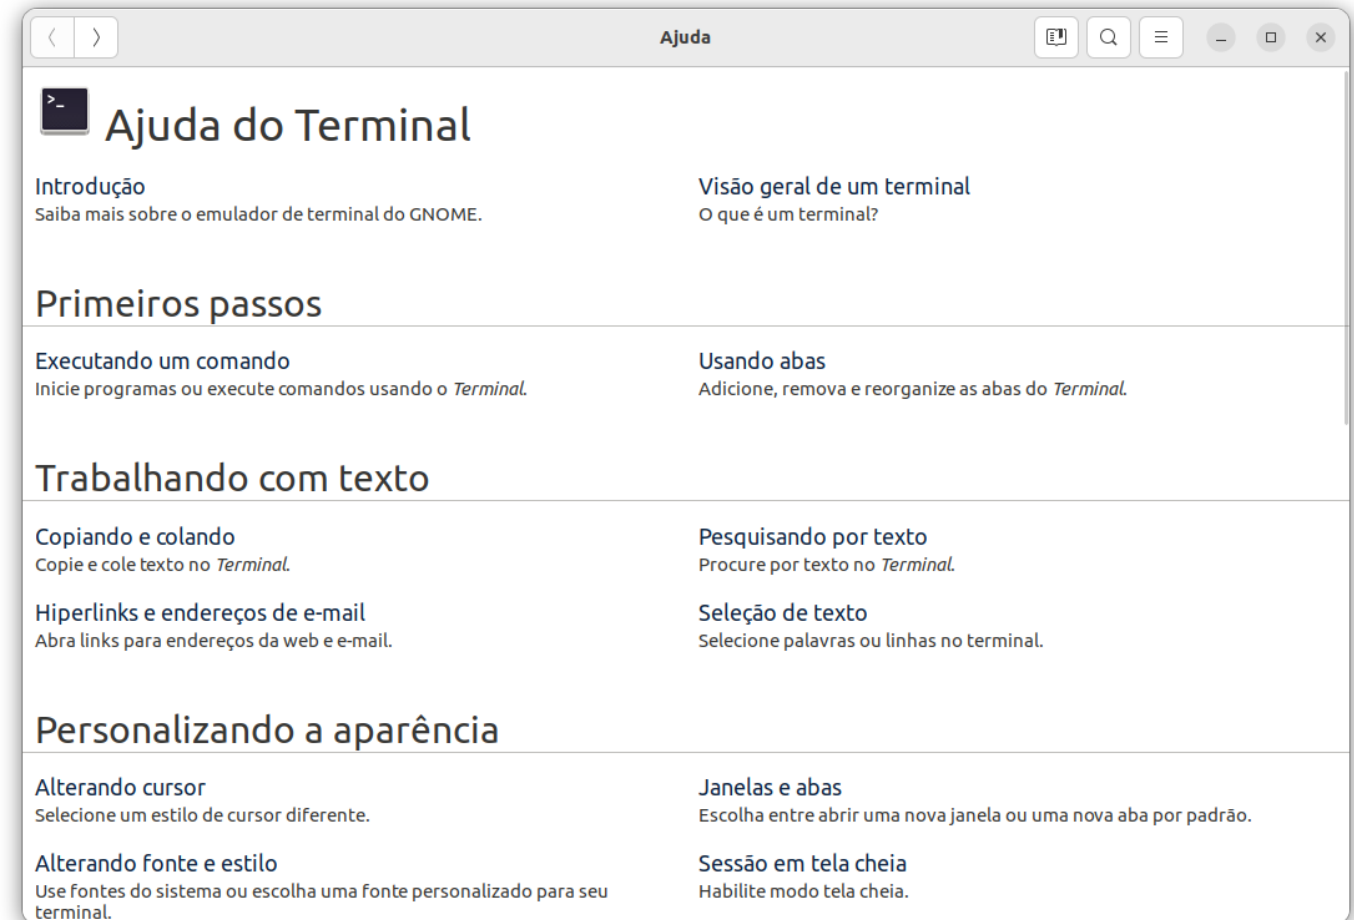 Ajuda
>_
Ajuda do Terminal
Introdução
Saiba mais sobre o emulador de terminal do GNOME.
Visão geral de um terminal
O que é um terminal?
Primeiros passos
Executando um comando
Inicie programas ou execute comandos usando o Terminal.
Usando abas
Adicione, remova e reorganize as abas do Terminal.
Trabalhando com texto
Copiando e colando
Copie e cole texto no Terminal.
Pesquisando por texto
Procure por texto no Terminal.
Hiperlinks e endereços de e-mail
Abra links para endereços da web e e-mail.
Seleção de texto
Selecione palavras ou linhas no terminal.
Personalizando a aparência
Alterando cursor
Selecione um estilo de cursor diferente.
Janelas e abas
Escolha entre abrir uma nova janela ou uma nova aba por padrão.
Alterando fonte e estilo
Use fontes do sistema ou escolha uma fonte personalizado para seu
terminal.
Sessão em tela cheia
Habilite modo tela cheia.